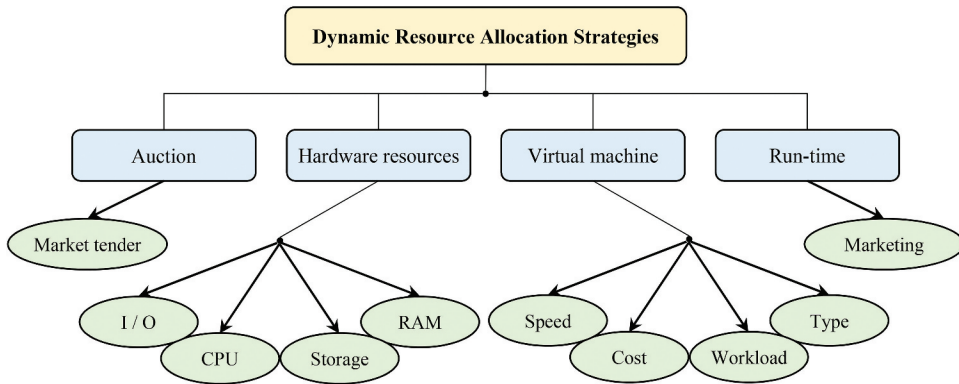 Dynamic Resource Allocation Strategies
Auction
Hardware resources
Virtual machine
Run-time
Market tender
Marketing
I / O
CPU
Storage
RAM
Speed
Cost
Workload
Type